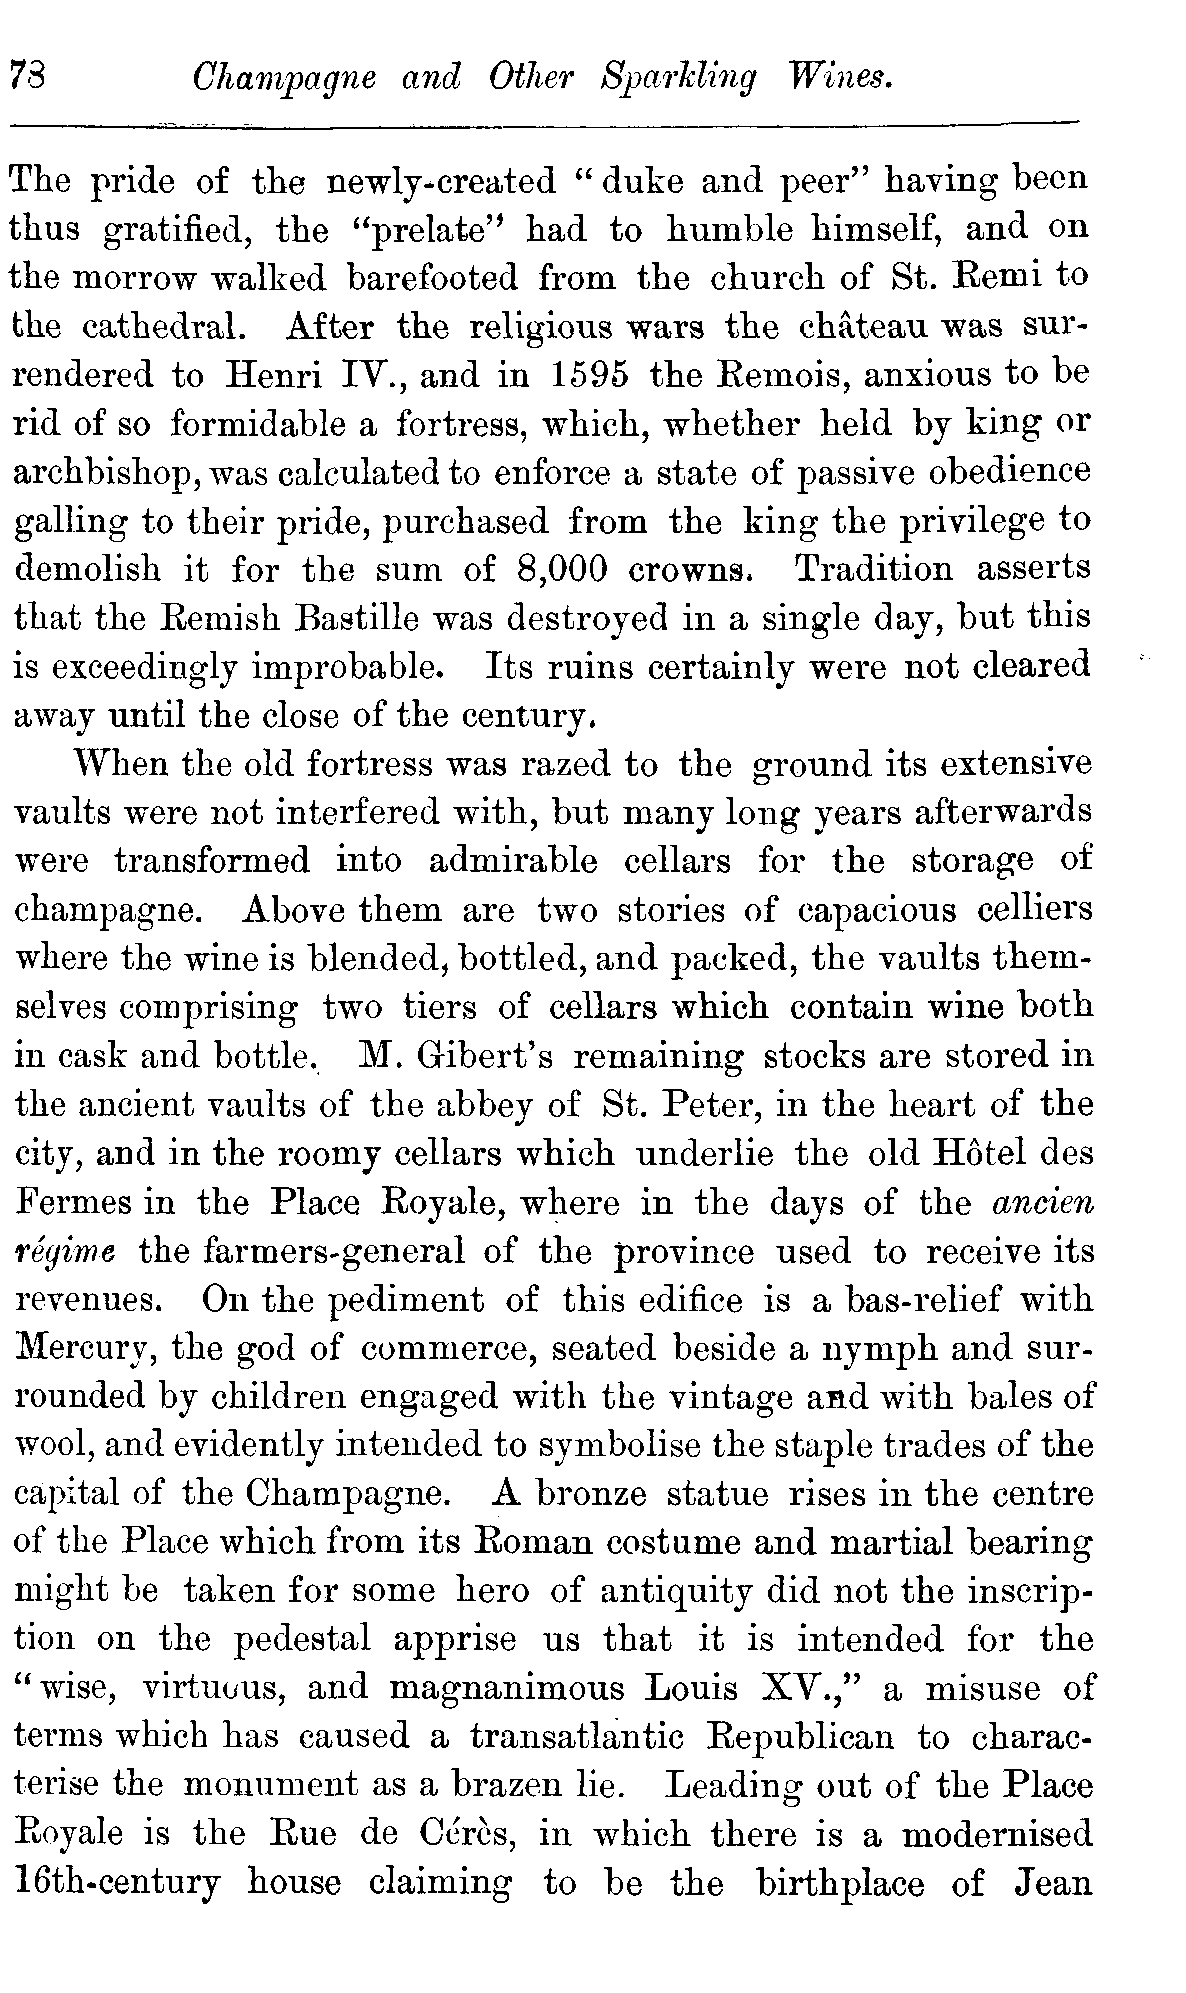 78 Champagne and Other Sparkling Wines.
The pride of the newly-created “duke and peer” having been
thus gratified, the “prelate” had to humble himself, and on
the morrow walked barefooted from the church of St. Remi to
the cathedral. After the religious wars the château was sur-
rendered to Henri IV., and in 1595 the Remois, anxious to be
rid of so formidable a fortress, which, whether held by king or
archbishop, was calculated to enforce a state of passive obedience
galling to their pride, purchased from the king the privilege to
demolish it for the sum of 8,000 crowns. Tradition asserts
that the Remish Bastille was destroyed in a single day, but this
is exceedingly improbable. Its ruins certainly were not cleared
away until the close of the century.
When the old fortress was razed to the ground its extensive
vaults were not interfered with, but many long years afterwards
were transformed into admirable cellars for the storage of
champagne. Above them are two stories of capacious celliers
where the wine is blended, bottled, and packed, the vaults them-
selves comprising two tiers of cellars which contain wine both
in cask and bottle. M. Gibert’s remaining stocks are stored in
the ancient vaults of the abbey of St. Peter, in the heart of the
city, and in the roomy cellars which underlie the old Hôtel des
Fermes in the Place Royale, where in the days of the ancien
régime the farmers-general of the province used to receive its
revenues. On the pediment of this edifice is a bas-relief with
Mercury, the god of commerce, seated beside a nymph and sur-
rounded by children engaged with the vintage and with bales of
wool, and evidently intended to symbolise the staple trades of the
capital of the Champagne. A bronze statue rises in the centre
of the Place which from its Roman costume and martial bearing
might be taken for some hero of antiquity did not the inscrip-
tion on the pedestal apprise us that it is intended for the
“wise, virtuous, and magnanimous Louis XV.,” a misuse of
terms which has caused a transatlantic Republican to charac-
terise the monument as a brazen lie. Leading out of the Place
Royale is the Rue de Cérès, in which there is a modernised
16th-century house claiming to be the birthplace of Jean